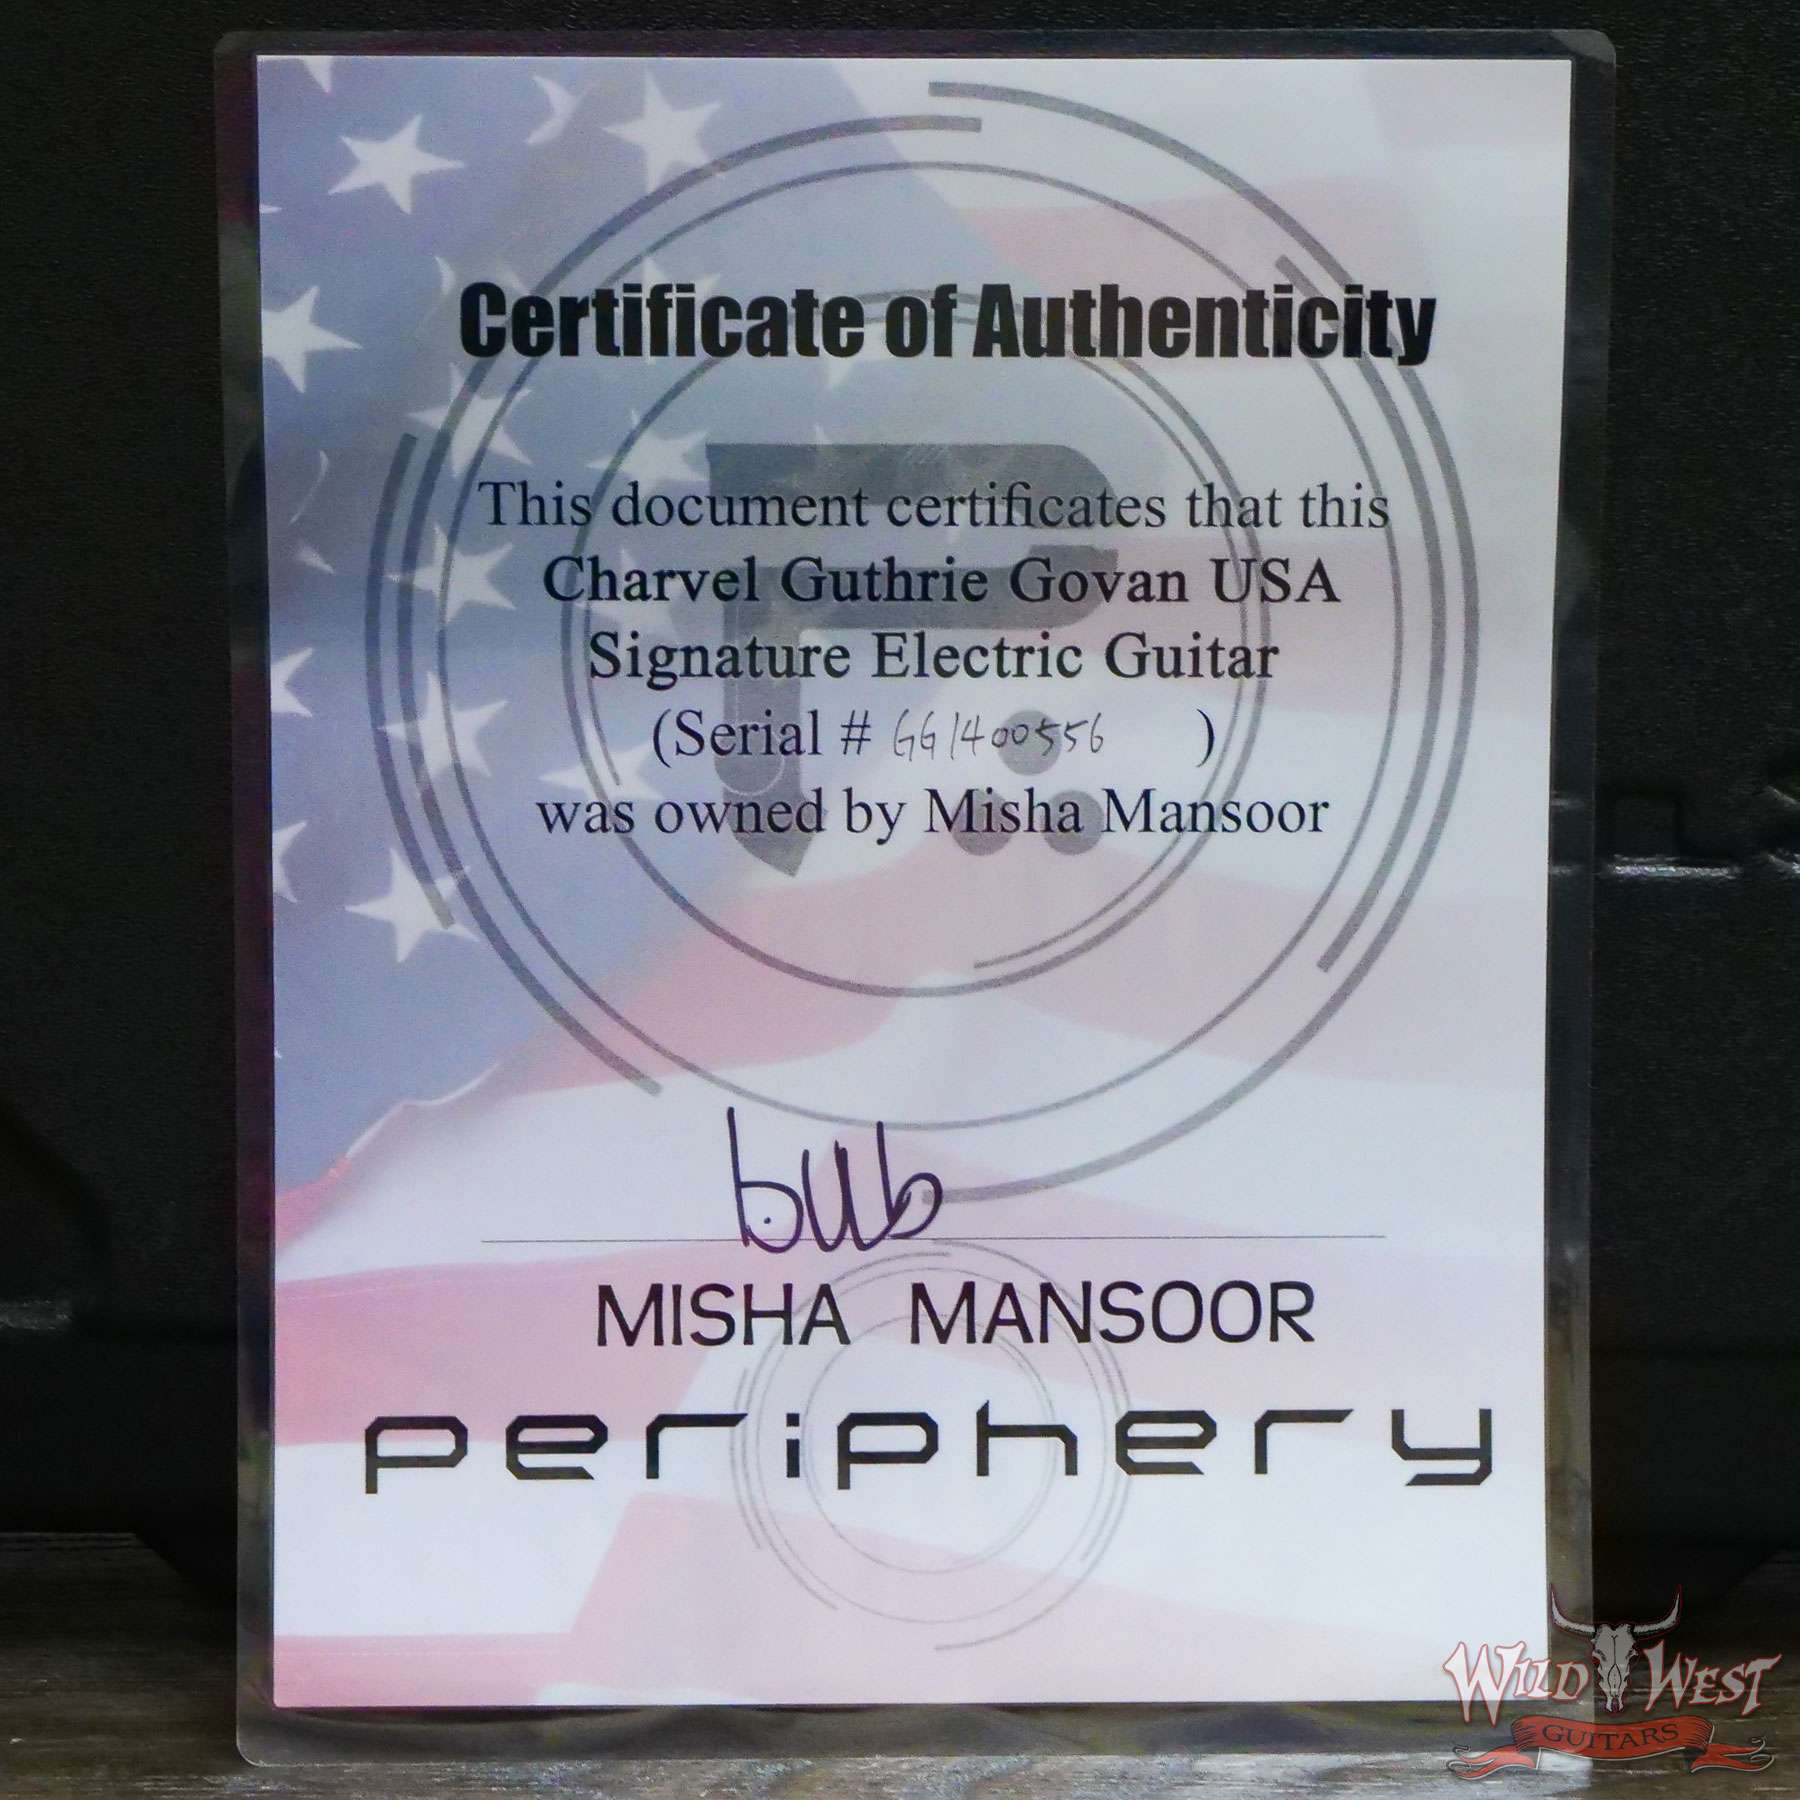 Certificate of Authenticity
This document certificates that this
Charvel Guthrie Govan USA
Signature Electric Guitar
(Serial # GG1400556 )
was owned by Misha Mansoor
bub
MISHA MANSOOR
periphery
WILD WEST
GUITARS